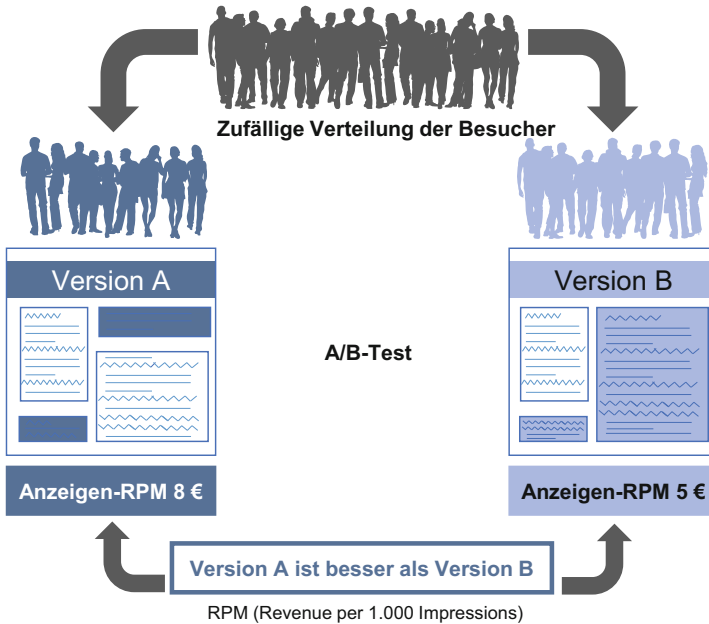 Zufällige Verteilung der Besucher
Version A
Version B
A/B-Test
Anzeigen-RPM 8 €
Anzeigen-RPM 5 €
Version A ist besser als Version B
RPM (Revenue per 1.000 Impressions)